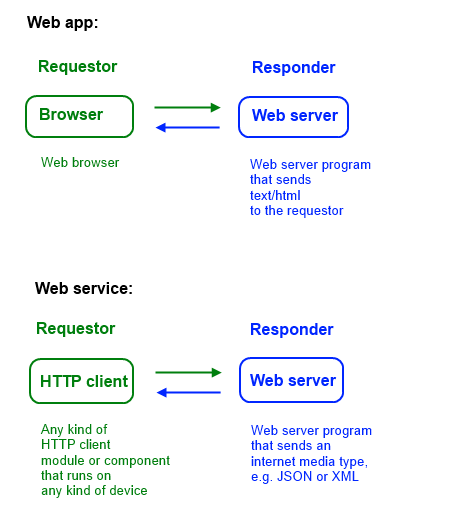 Web app:
Requestor
Responder
Browser
Web server
Web browser
Web server program
that sends
text/html
to the requestor
Web service:
Requestor
Responder
HTTP client
Web server
Any kind of
HTTP client
module or component
that runs on
any kind of device
Web server program
that sends an
internet media type,
e.g. JSON or XML